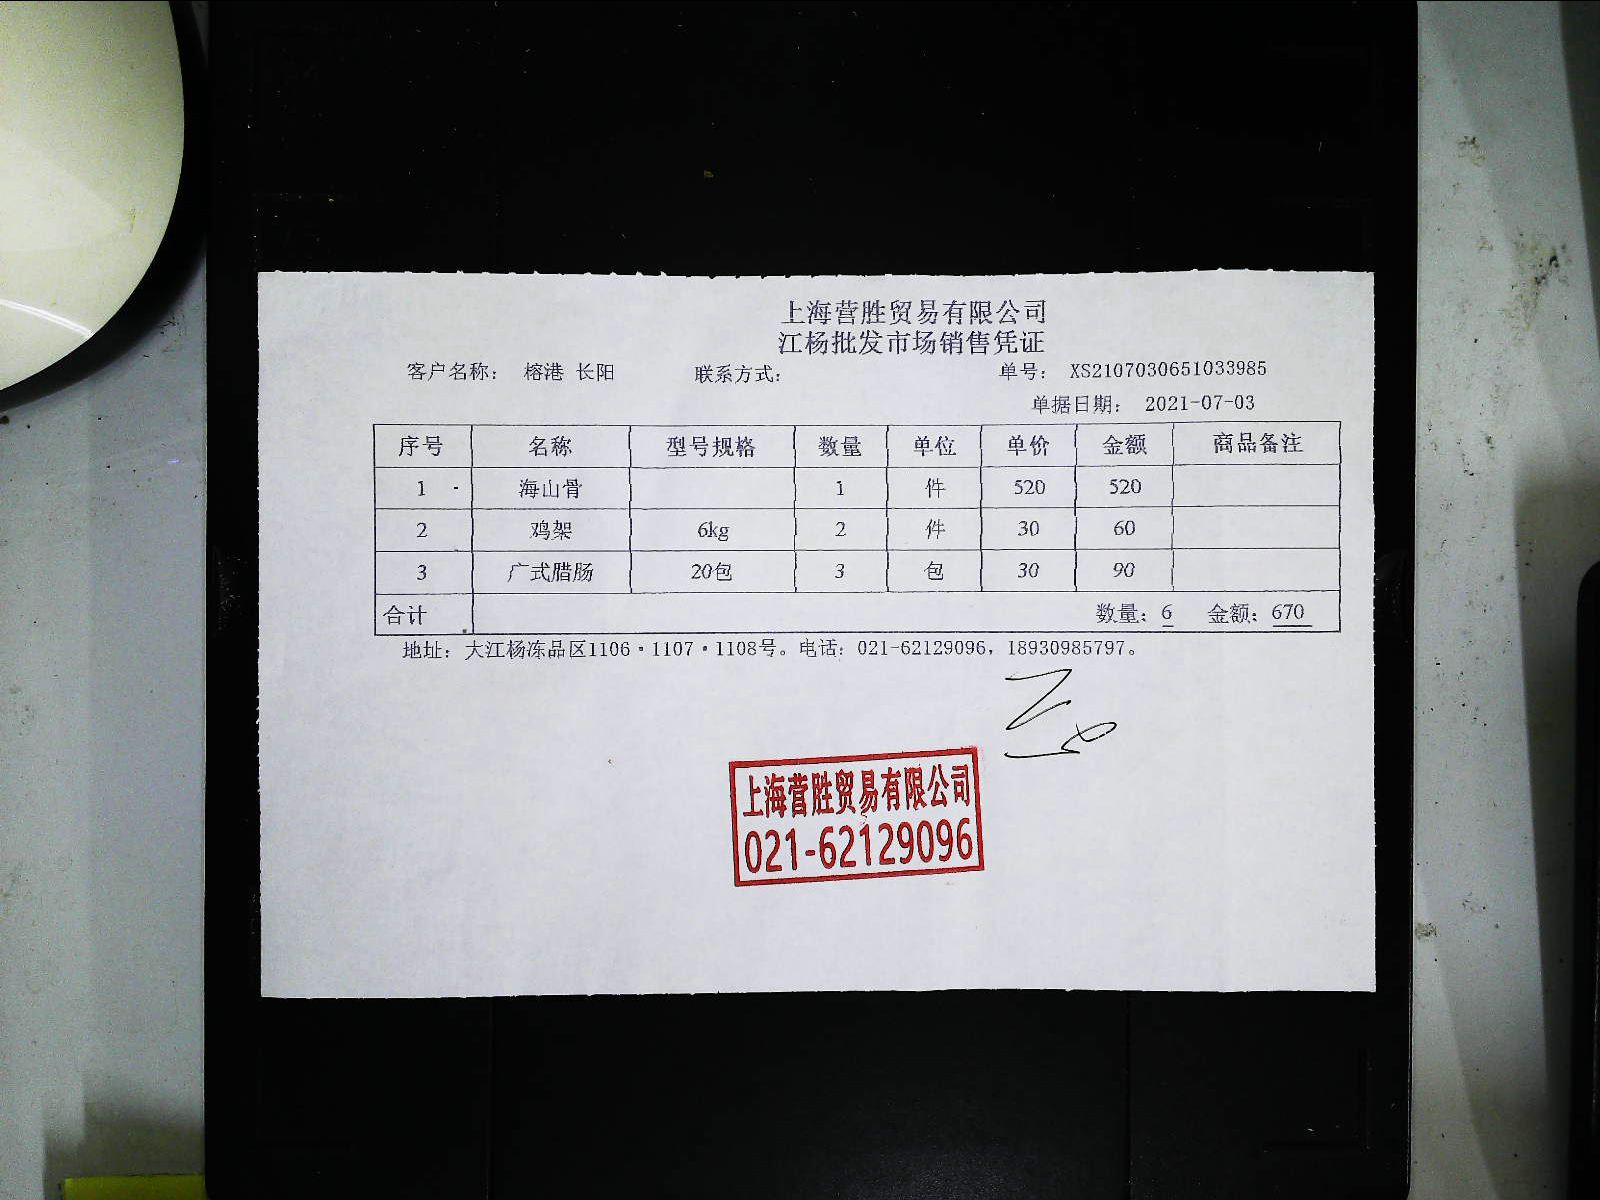 上海营胜贸易有限公司
江杨批发市场销售凭证
客户名称： 榕港 长阳 联系方式： 单号： XS2107030651033985
单据日期： 2021-07-03
序号 名称 型号规格 数量 单位 单价 金额 商品备注
1 海山骨 1 件 520 520
2 鸡架 6kg 2 件 30 60
3 广式腊肠 20包 3 包 30 90
合计 数量：6 金额：670
地址：大江杨冻品区1106·1107·1108号。电话：021-62129096，18930985797。
上海营胜贸易有限公司
021-62129096